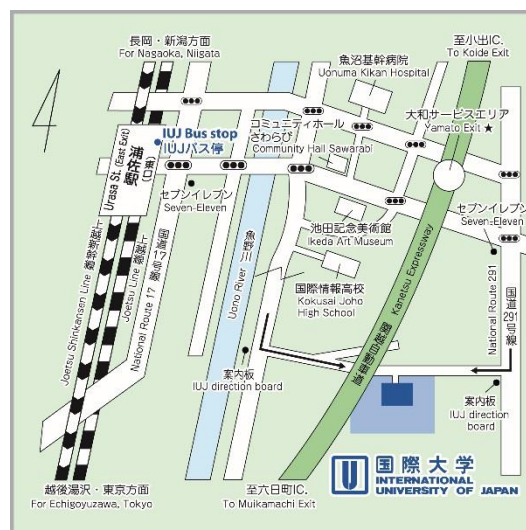 長岡・新潟方面
For Nagaoka, Niigata
至小出IC.
To Koide Exit
魚沼基幹病院
Uonuma Kikan Hospital
大和サービスエリア
Yamato Exit ★
コミュニティホール
さわらび
Community Hall Sawarabi
IUJ Bus stop
IUJバス停
浦佐駅
(東口)
Urasa St. (East Exit)
セブンイレブン
Seven-Eleven
池田記念美術館
Ikeda Art Museum
セブンイレブン
Seven-Eleven
上越新幹線
Joetsu Shinkansen Line
上越線
Joetsu Line
国道17号線
National Route 17
魚野川
Uono River
国際情報高校
Kokusai Joho
High School
関越自動車道
Kanetsu Expressway
National Route 291
国道
291号線
案内板
IUJ direction board
案内板
IUJ direction
board
国際大学
INTERNATIONAL
UNIVERSITY OF JAPAN
越後湯沢・東京方面
For Echigoyuzawa, Tokyo
至六日町IC.
To Muikamachi Exit